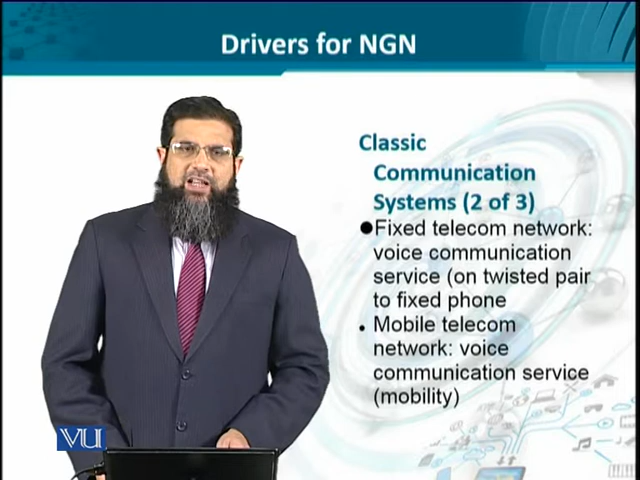 Drivers for NGN
Classic
Communication
Systems (2 of 3)
●Fixed telecom network:
voice communication
service (on twisted pair
to fixed phone
• Mobile telecom
network: voice
communication service
(mobility)
VU